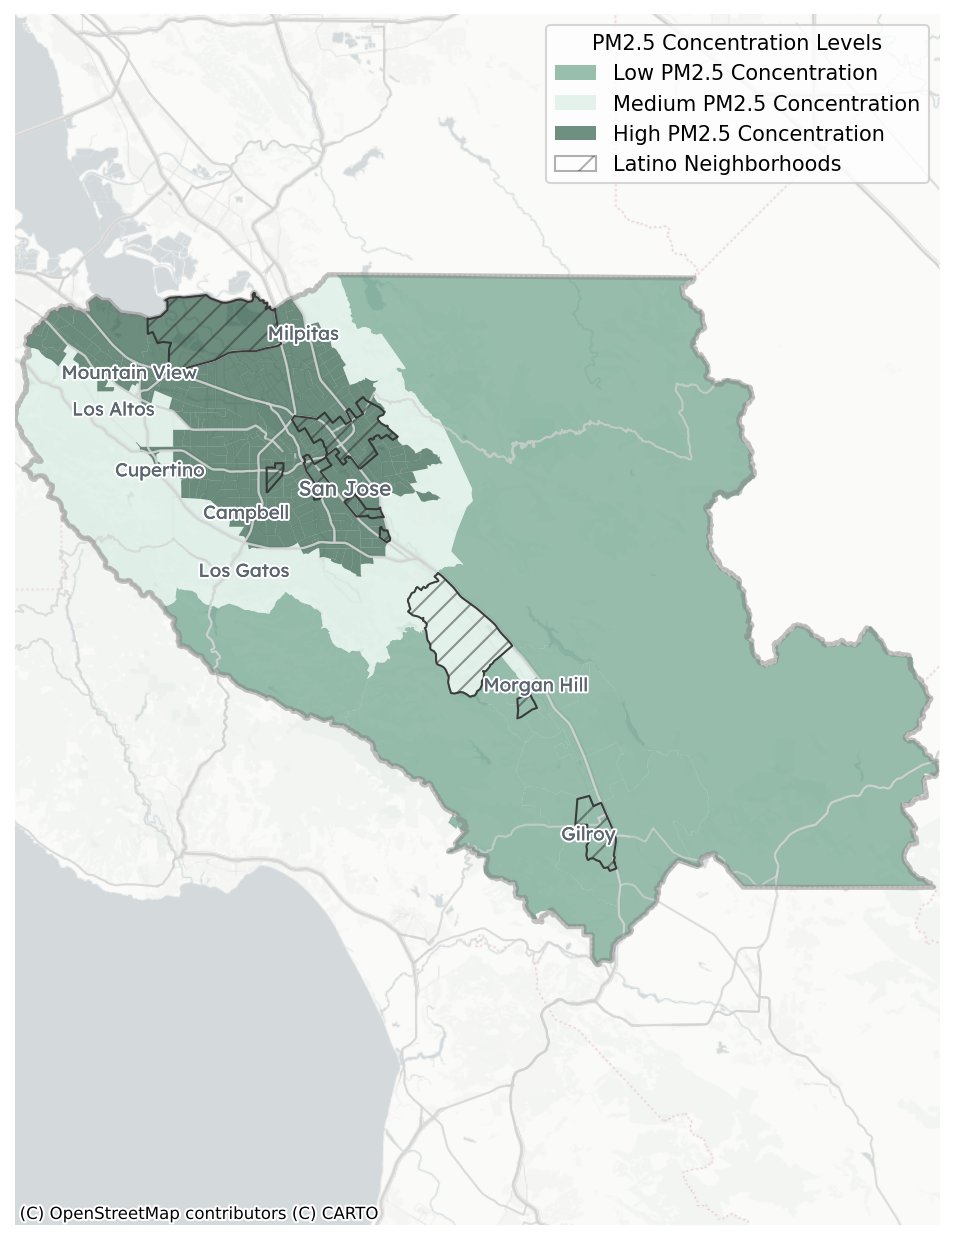 PM2.5 Concentration Levels
Low PM2.5 Concentration
Medium PM2.5 Concentration
High PM2.5 Concentration
Latino Neighborhoods
Milpitas
Mountain View
Los Altos
Cupertino
San Jose
Campbell
Los Gatos
Morgan Hill
Gilroy
(C) OpenStreetMap contributors (C) CARTO